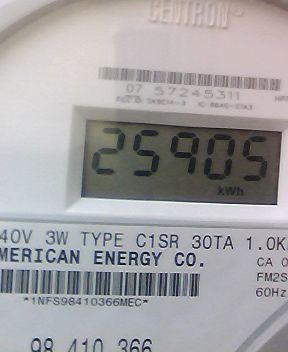 CENTRON®
07 57245311
25905
kWh
40V 3W TYPE C1SR 30TA 1.0K
MERICAN ENERGY CO.
CA 0
FM2S
60Hz
*1NFS98410366MEC*
98 410 366